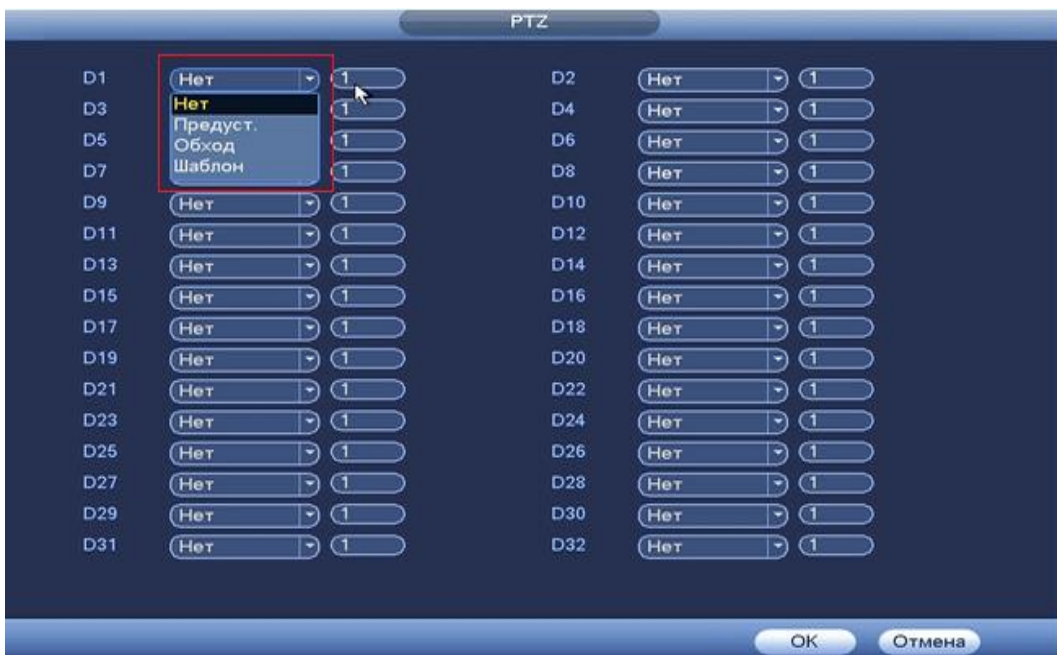 PTZ
D1 Нет 1 D2 Нет 1
Нет
D3 1 D4 Нет 1
Предуст.
D5 Обход 1 D6 Нет 1
D7 Шаблон 1 D8 Нет 1
D9 Нет 1 D10 Нет 1
D11 Нет 1 D12 Нет 1
D13 Нет 1 D14 Нет 1
D15 Нет 1 D16 Нет 1
D17 Нет 1 D18 Нет 1
D19 Нет 1 D20 Нет 1
D21 Нет 1 D22 Нет 1
D23 Нет 1 D24 Нет 1
D25 Нет 1 D26 Нет 1
D27 Нет 1 D28 Нет 1
D29 Нет 1 D30 Нет 1
D31 Нет 1 D32 Нет 1
OK Отмена